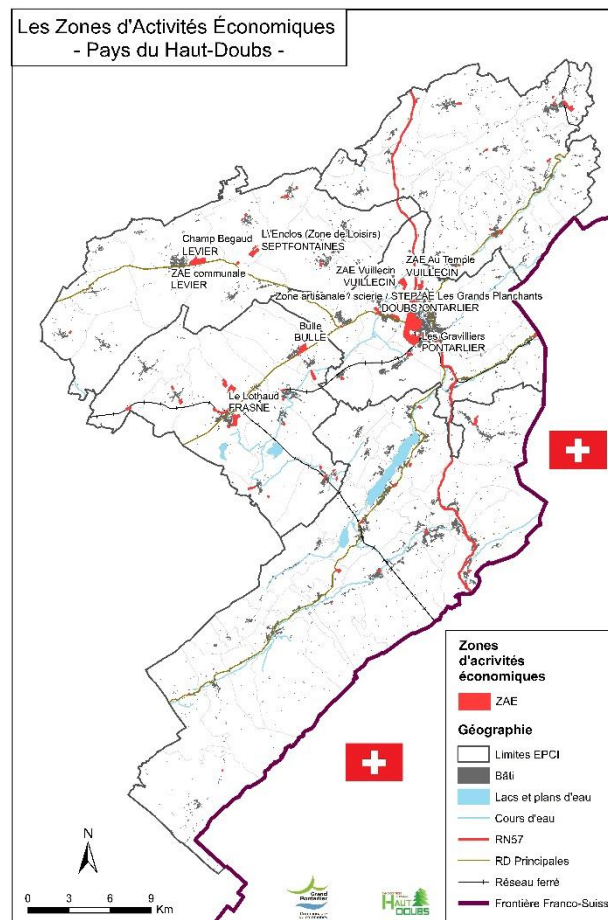 Les Zones d'Activités Économiques
- Pays du Haut-Doubs -
Champ Begaud
LEVIER
L\'Enclos (Zone de Loisirs)
SEPTFONTAINES
ZAE communale
LEVIER
ZAE Vuillecin
VUILLECIN
ZAE Au Temple
VUILLECIN
Zone artisanale? scierie / STEP
DOUBS
ZAE Les Grands Planchants
PONTARLIER
Les Gravilliers
PONTARLIER
Bulle
BULLE
Le Lothaud
FRASNE
Zones
d'acrivités
économiques
ZAE
Géographie
Limites EPCI
Bâti
Lacs et plans d'eau
Cours d'eau
RN57
RD Principales
Réseau ferré
Frontière Franco-Suisse
N
0 3 6 9
Km
Grand
Pontarlier
HAUT
DOUBS